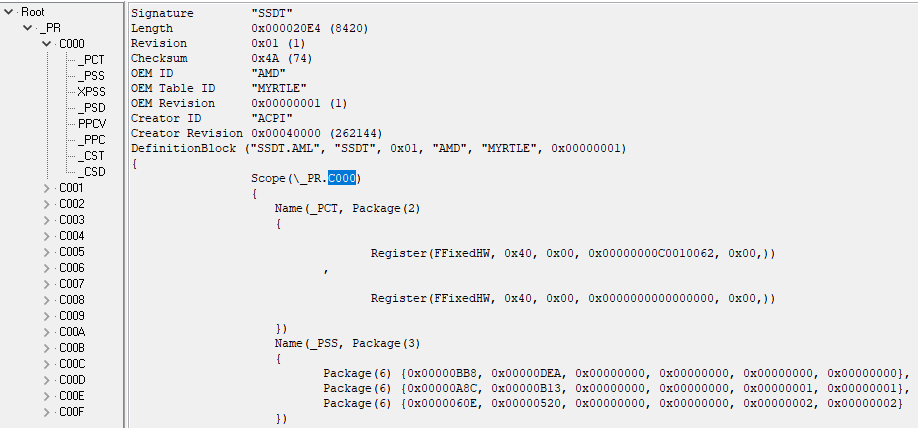 Root
_PR
C000
_PCT
_PSS
XPSS
_PSD
PPCV
_PPC
_CST
_CSD
C001
C002
C003
C004
C005
C006
C007
C008
C009
C00A
C00B
C00C
C00D
C00E
C00F
Signature "SSDT"
Length 0x000020E4 (8420)
Revision 0x01 (1)
Checksum 0x4A (74)
OEM ID "AMD"
OEM Table ID "MYRTLE"
OEM Revision 0x00000001 (1)
Creator ID "ACPI"
Creator Revision 0x00040000 (262144)
DefinitionBlock ("SSDT.AML", "SSDT", 0x01, "AMD", "MYRTLE", 0x00000001)
{
Scope(\_PR.C000)
{
Name(_PCT, Package(2)
{
Register(FFixedHW, 0x40, 0x00, 0x00000000C0010062, 0x00,))
,
Register(FFixedHW, 0x40, 0x00, 0x0000000000000000, 0x00,))
})
Name(_PSS, Package(3)
{
Package(6) {0x00000BB8, 0x00000DEA, 0x00000000, 0x00000000, 0x00000000, 0x00000000},
Package(6) {0x00000A8C, 0x00000B13, 0x00000000, 0x00000000, 0x00000001, 0x00000001},
Package(6) {0x0000060E, 0x00000520, 0x00000000, 0x00000000, 0x00000002, 0x00000002}
})